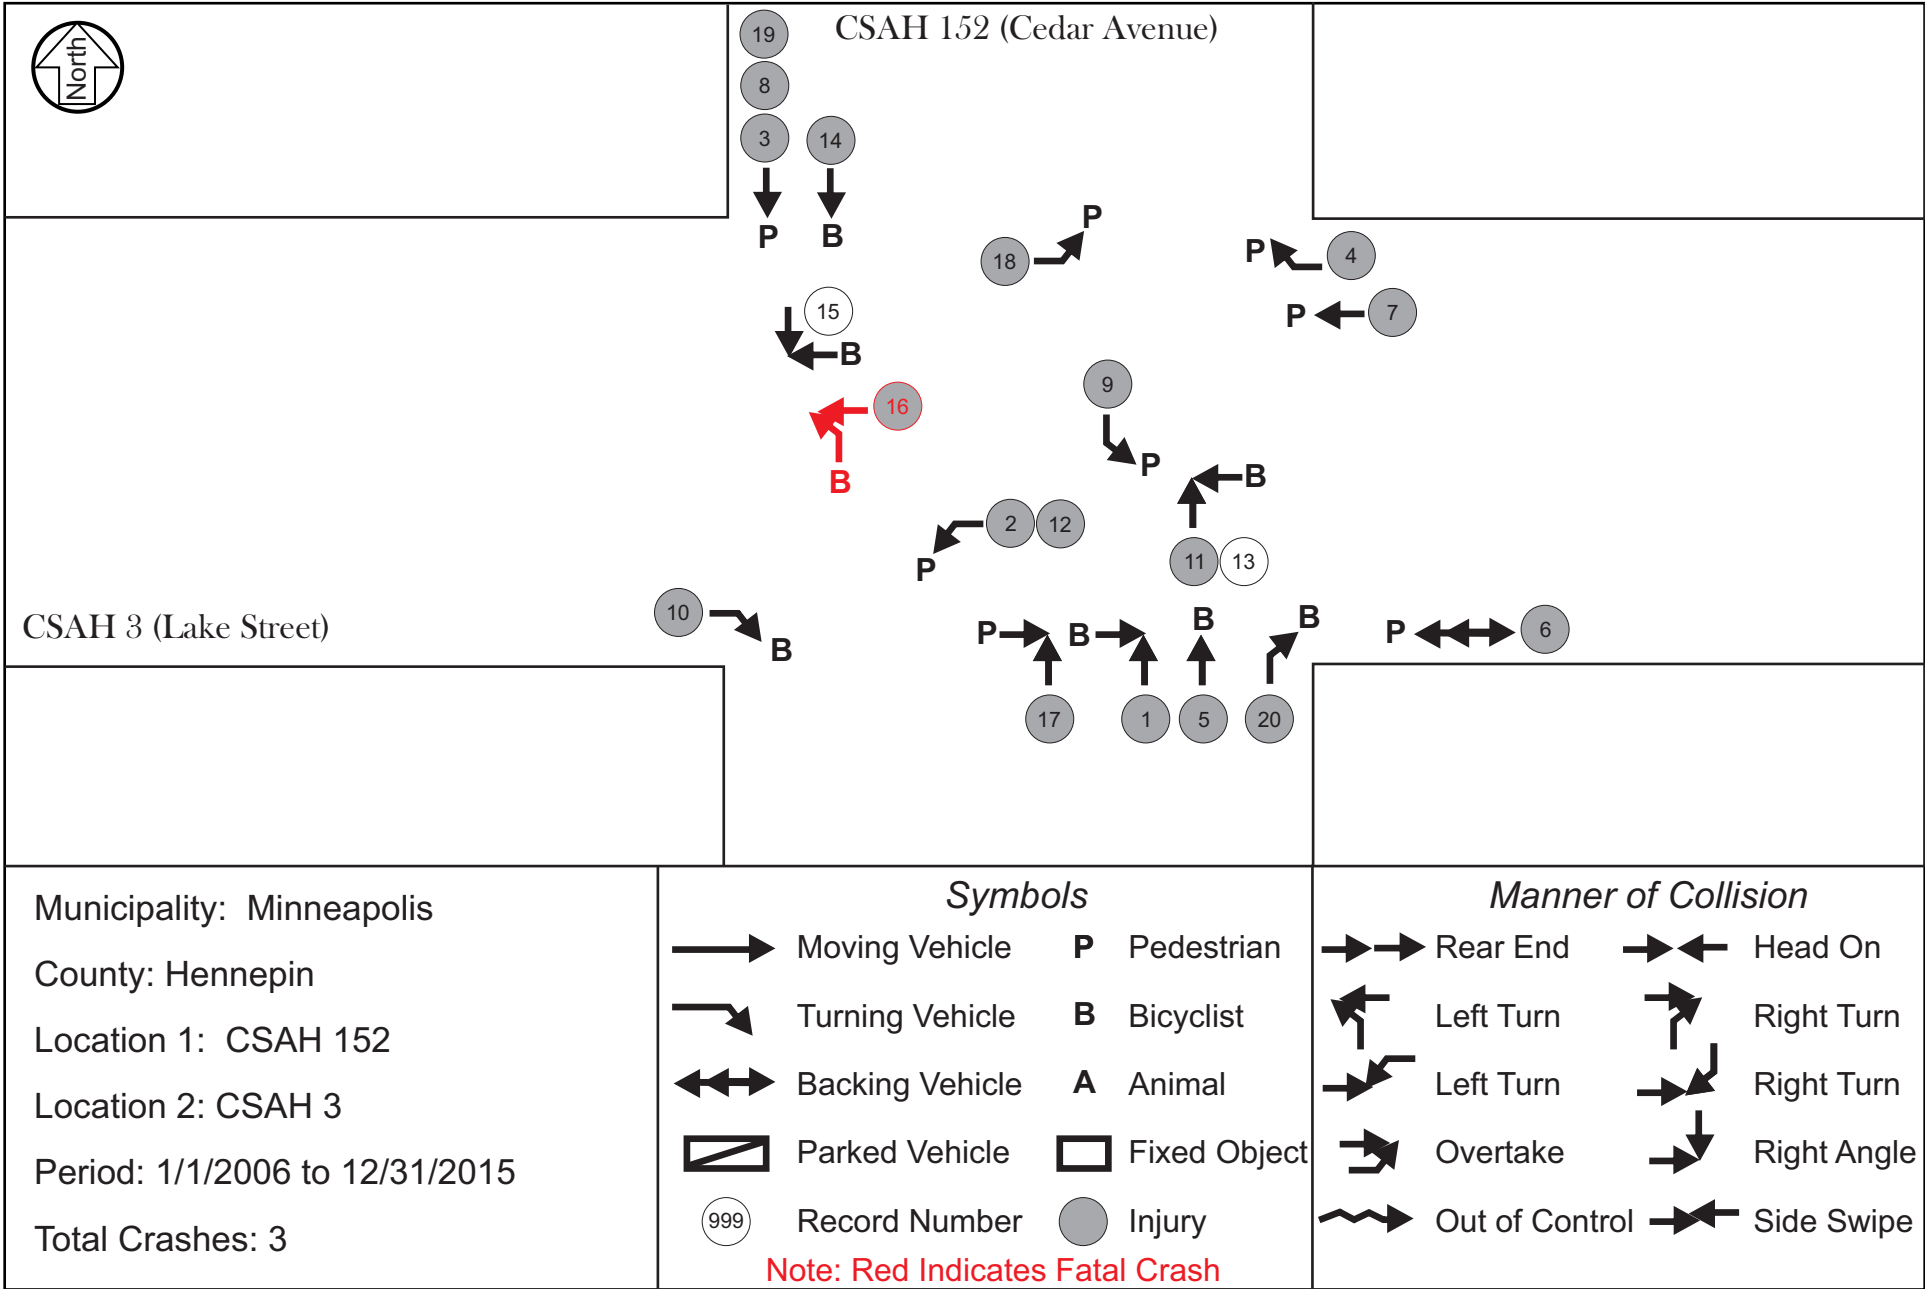 North
CSAH 152 (Cedar Avenue)
19
8
3
14
P
B
P
18
P
4
P
7
15
B
16
B
9
P
B
2
12
P
11
13
10
B
CSAH 3 (Lake Street)
P
B
B
B
P
6
17
1
5
20
Municipality: Minneapolis
County: Hennepin
Location 1: CSAH 152
Location 2: CSAH 3
Period: 1/1/2006 to 12/31/2015
Total Crashes: 3
Symbols
Moving Vehicle
P Pedestrian
Turning Vehicle
B Bicyclist
Backing Vehicle
A Animal
Parked Vehicle
Fixed Object
999 Record Number
Injury
Note: Red Indicates Fatal Crash
Manner of Collision
Rear End
Head On
Left Turn
Right Turn
Left Turn
Right Turn
Overtake
Right Angle
Out of Control
Side Swipe